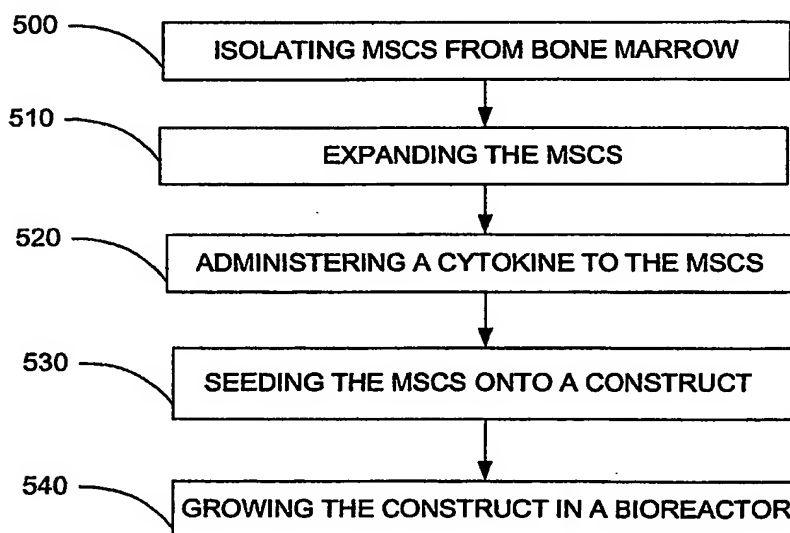 500
ISOLATING MSCS FROM BONE MARROW
510
EXPANDING THE MSCS
520
ADMINISTERING A CYTOKINE TO THE MSCS
530
SEEDING THE MSCS ONTO A CONSTRUCT
540
GROWING THE CONSTRUCT IN A BIOREACTOR